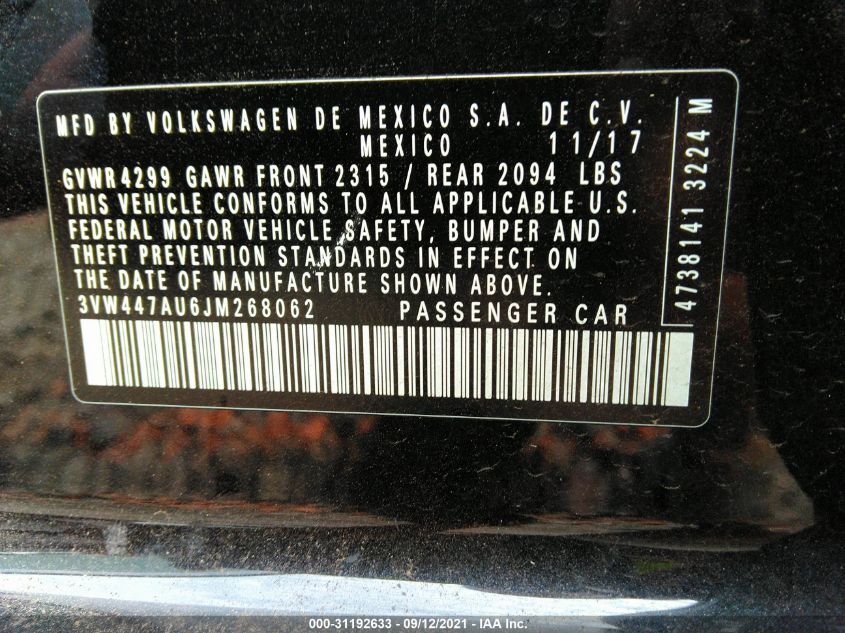 MFD BY VOLKSWAGEN DE MEXICO S.A. DE C.V.
MEXICO 11/17
GVWR 4299 GAWR FRONT 2315 / REAR 2094 LBS
THIS VEHICLE CONFORMS TO ALL APPLICABLE U.S.
FEDERAL MOTOR VEHICLE SAFETY, BUMPER AND
THEFT PREVENTION STANDARDS IN EFFECT ON
THE DATE OF MANUFACTURE SHOWN ABOVE.
3VW447AU6JM268062 PASSENGER CAR
4738141 3224 M
000-31192633 - 09/12/2021 - IAA Inc.